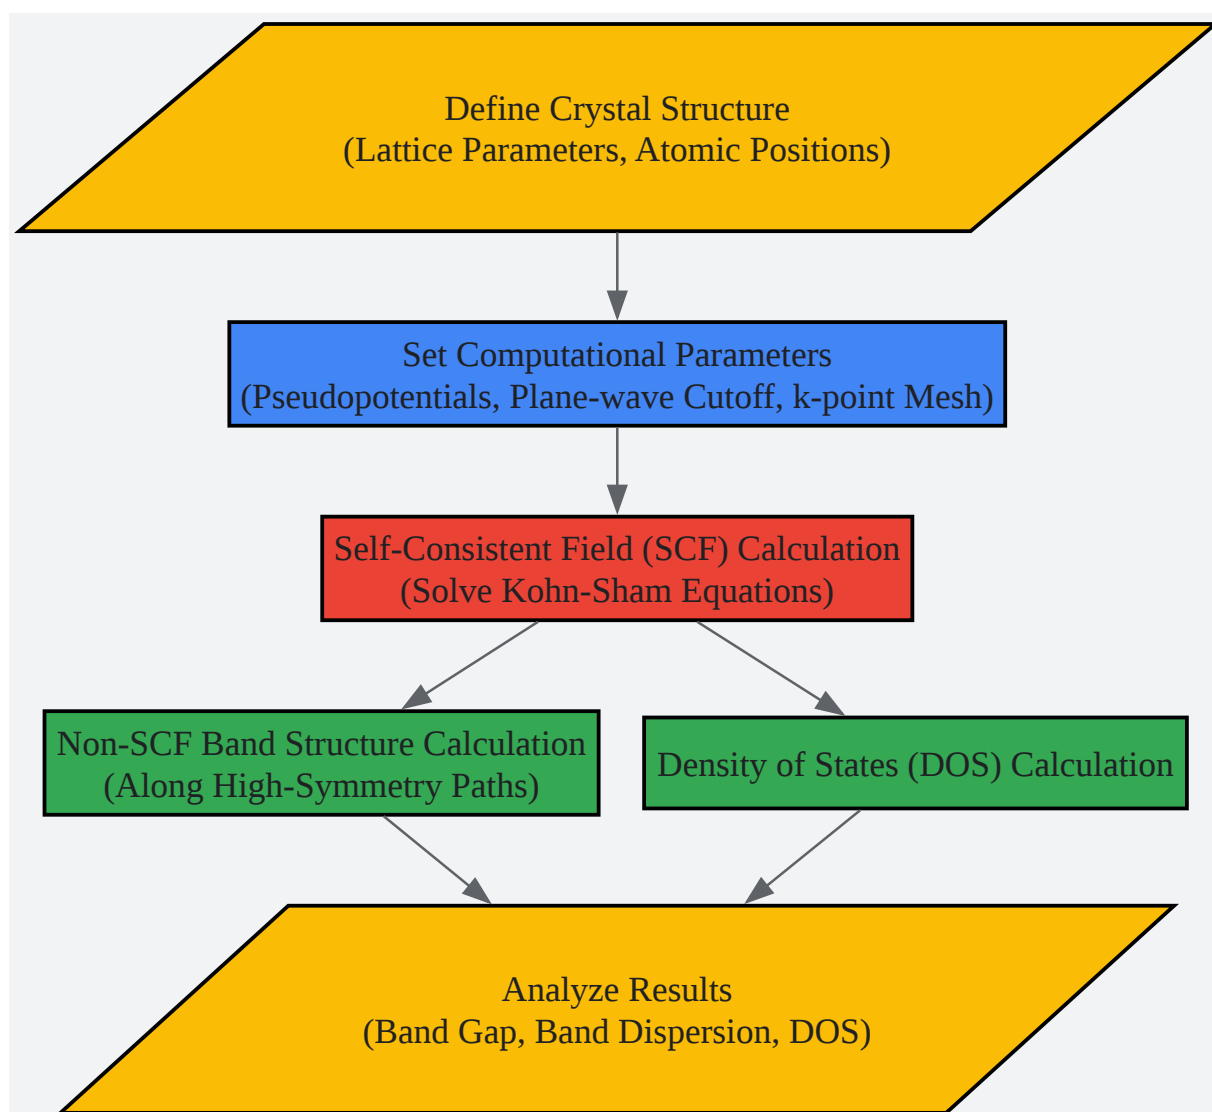 Define Crystal Structure
(Lattice Parameters, Atomic Positions)
Set Computational Parameters
(Pseudopotentials, Plane-wave Cutoff, k-point Mesh)
Self-Consistent Field (SCF) Calculation
(Solve Kohn-Sham Equations)
Non-SCF Band Structure Calculation
(Along High-Symmetry Paths)
Density of States (DOS) Calculation
Analyze Results
(Band Gap, Band Dispersion, DOS)